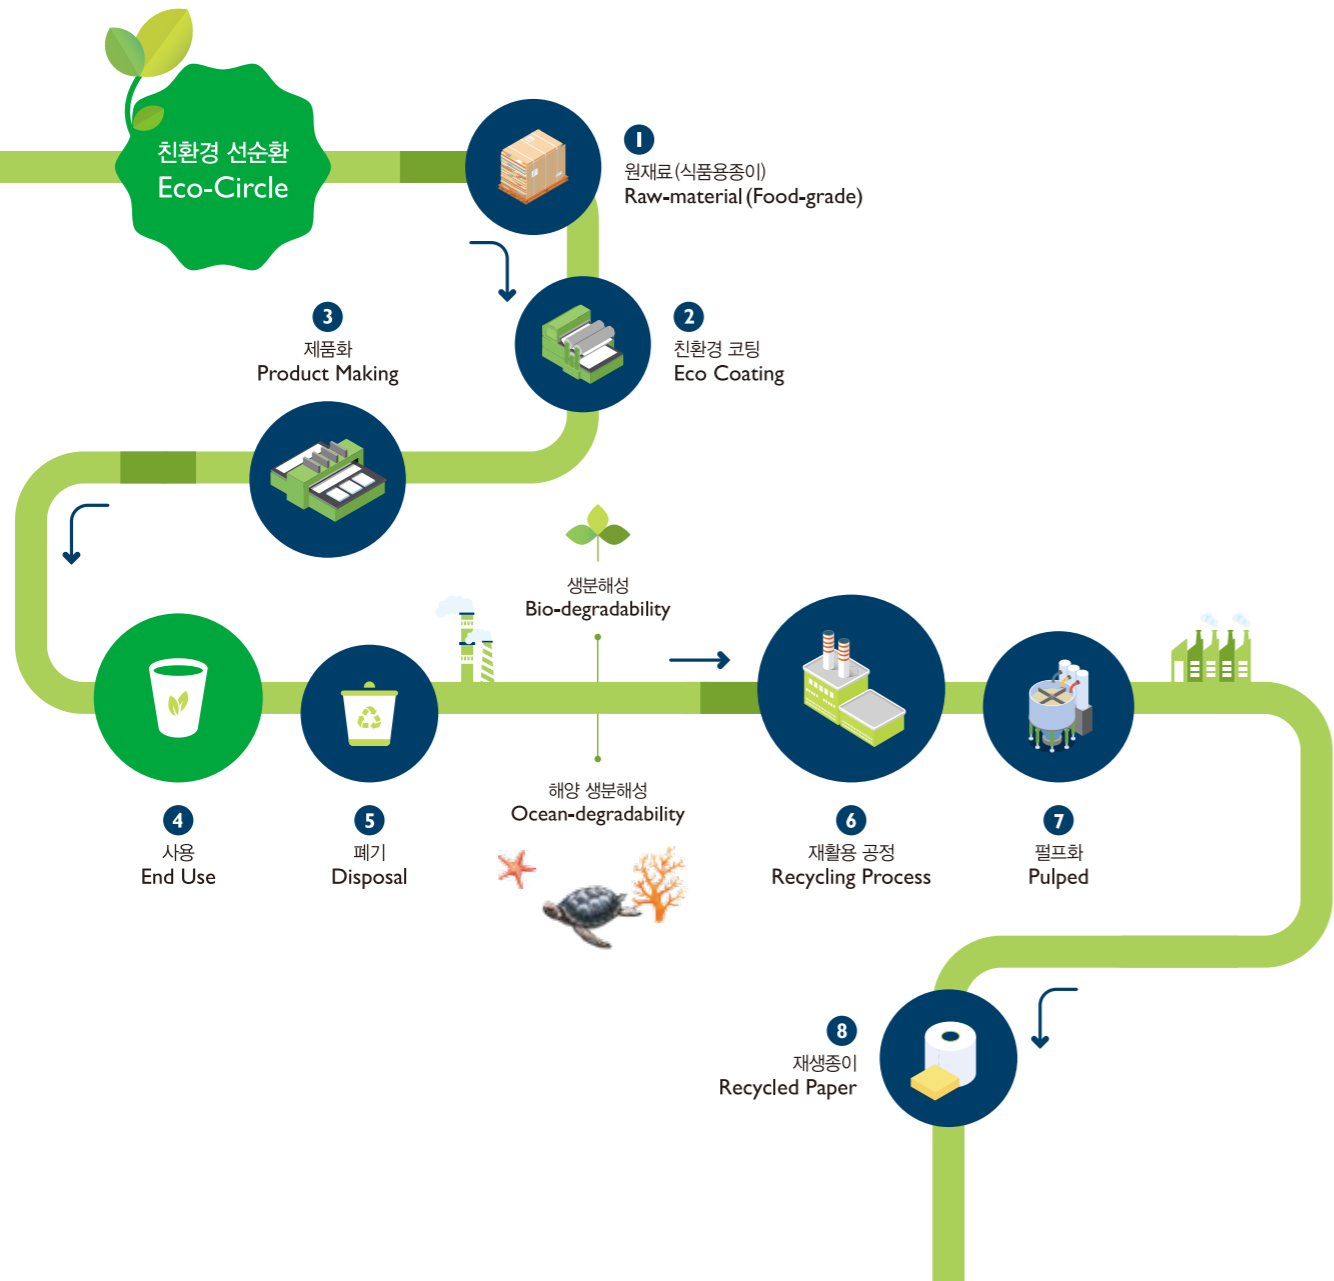 친환경 선순환
Eco-Circle
1
원재료(식품용종이)
Raw-material (Food-grade)
2
친환경 코팅
Eco Coating
3
제품화
Product Making
생분해성
Bio-degradability
해양 생분해성
Ocean-degradability
4
사용
End Use
5
폐기
Disposal
6
재활용 공정
Recycling Process
7
펄프화
Pulped
8
재생종이
Recycled Paper